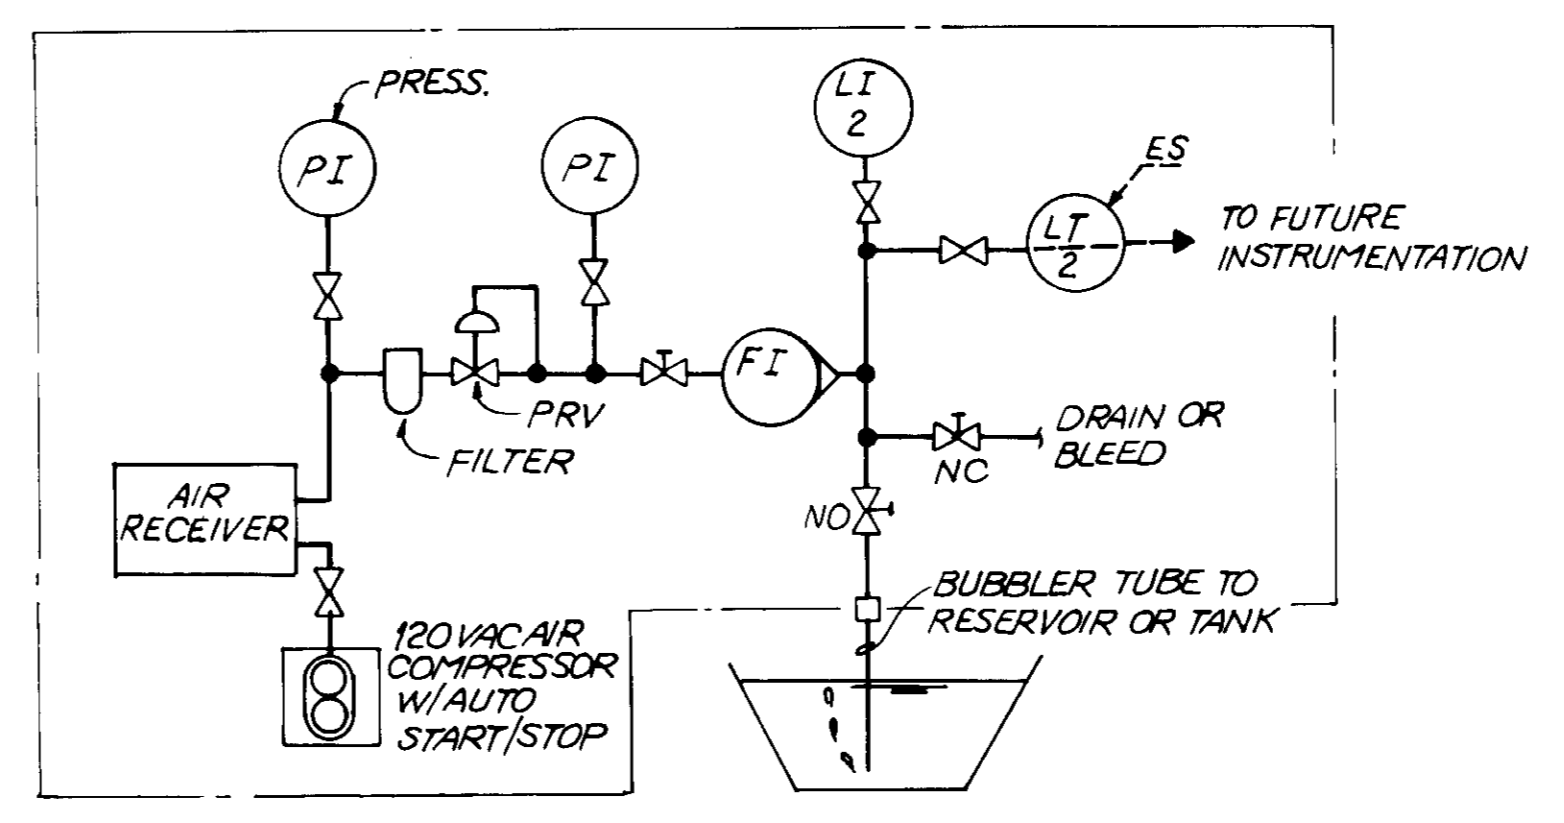 PRESS.
PI
PI
LI
2
ES
LT
2
TO FUTURE
INSTRUMENTATION
FI
PRV
FILTER
DRAIN OR
BLEED
NC
AIR
RECEIVER
NO
BUBBLER TUBE TO
RESERVOIR OR TANK
120 VAC AIR
COMPRESSOR
W/AUTO
START/STOP